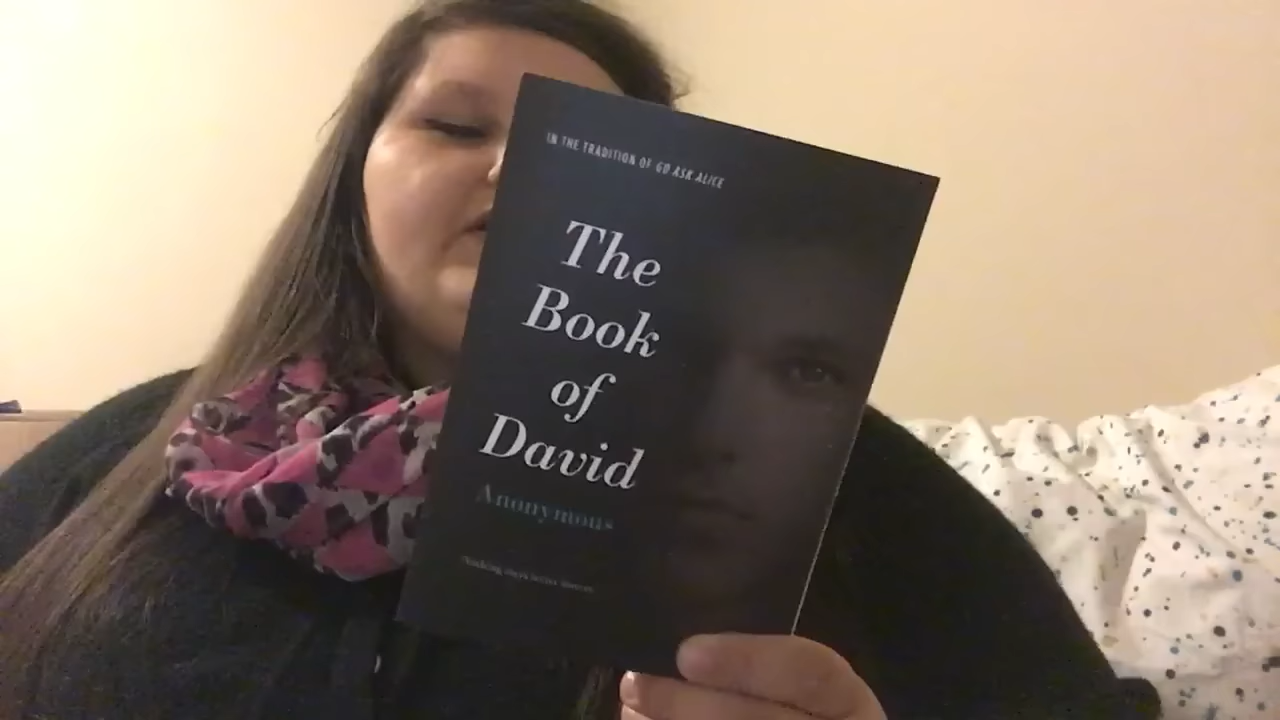 IN THE TRADITION OF GO ASK ALICE
The
Book
of
David
Anonymous